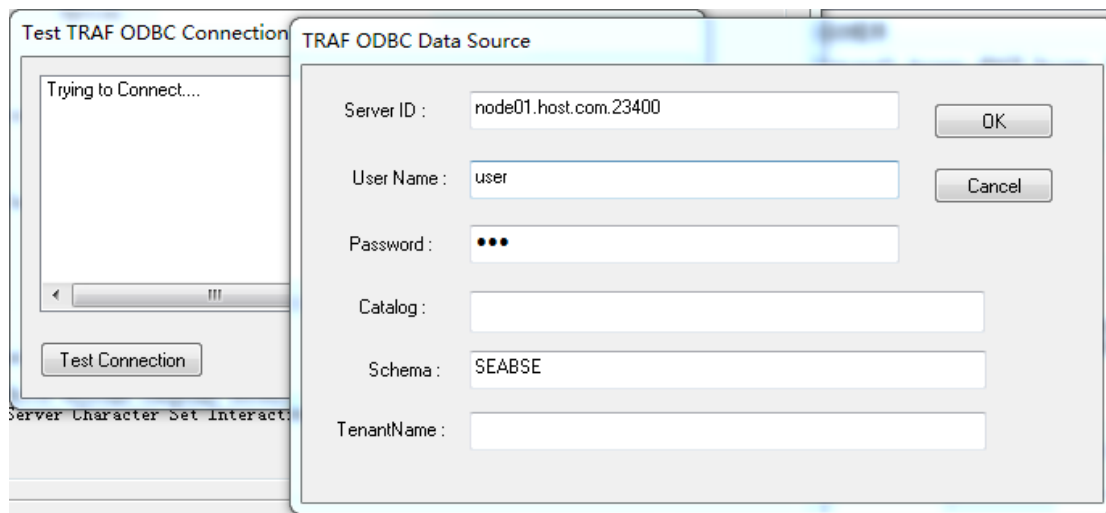 Test TRAF ODBC Connection
Trying to Connect....
Test Connection
Server Character Set Interact
TRAF ODBC Data Source
Server ID :
node01.host.com.23400
OK
User Name :
user
Cancel
Password :
●●●
Catalog :
Schema :
SEABSE
TenantName :